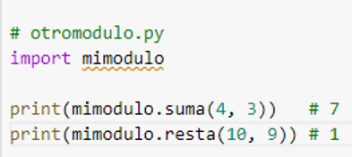 # otromodulo.py
import mimodulo
print(mimodulo.suma(4, 3))   # 7
print(mimodulo.resta(10, 9)) # 1